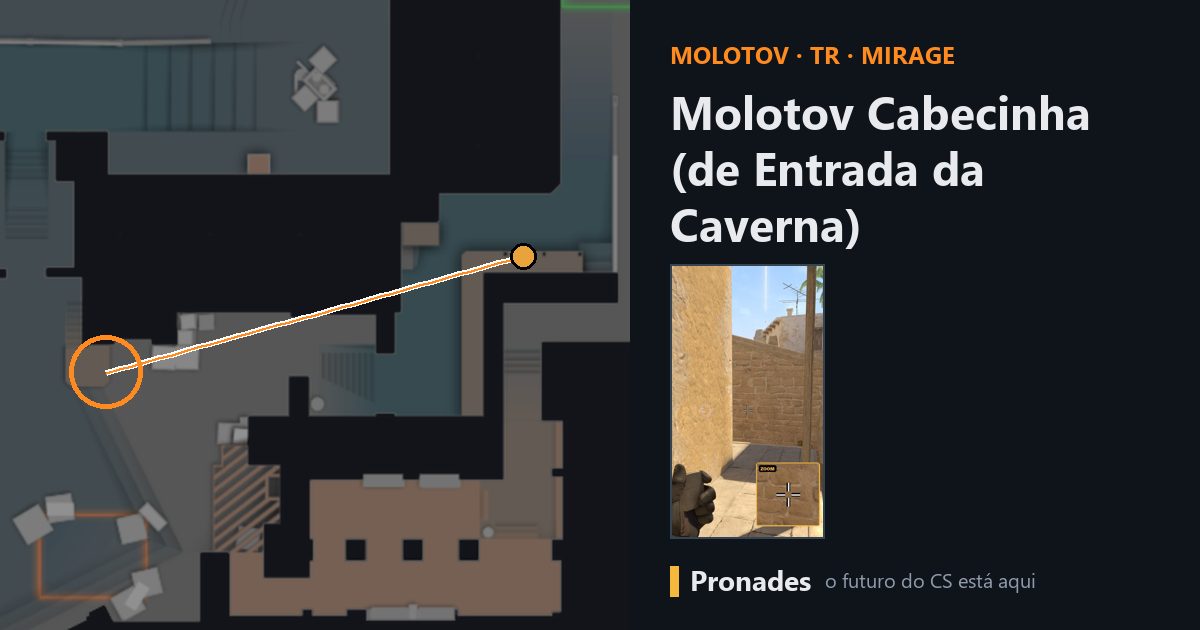 MOLOTOV · TR · MIRAGE
Molotov Cabecinha
(de Entrada da
Caverna)
ZOOM
Pronades o futuro do CS está aqui